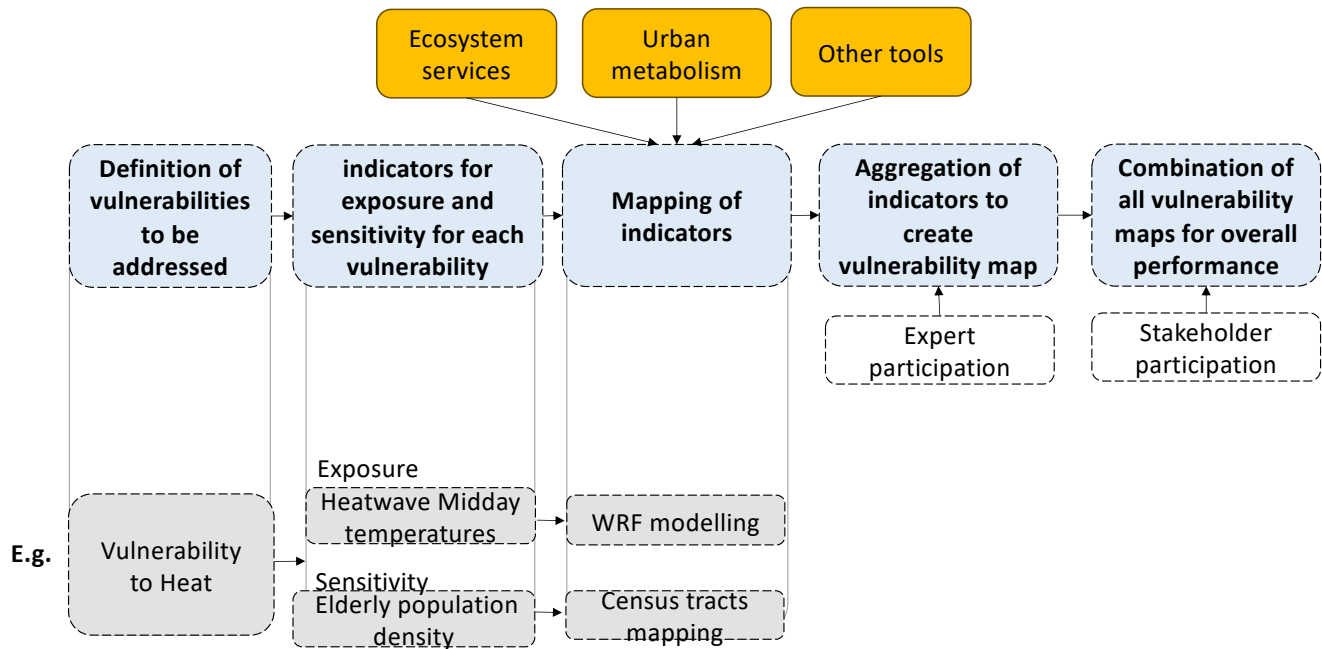 Ecosystem
services
Urban
metabolism
Other tools
Definition of
vulnerabilities
to be
addressed
indicators for
exposure and
sensitivity for each
vulnerability
Mapping of
indicators
Aggregation of
indicators to
create
vulnerability map
Combination of
all vulnerability
maps for overall
performance
Expert
participation
Stakeholder
participation
E.g.
Vulnerability
to Heat
Exposure
Heatwave Midday
temperatures
WRF modelling
Sensitivity
Elderly population
density
Census tracts
mapping